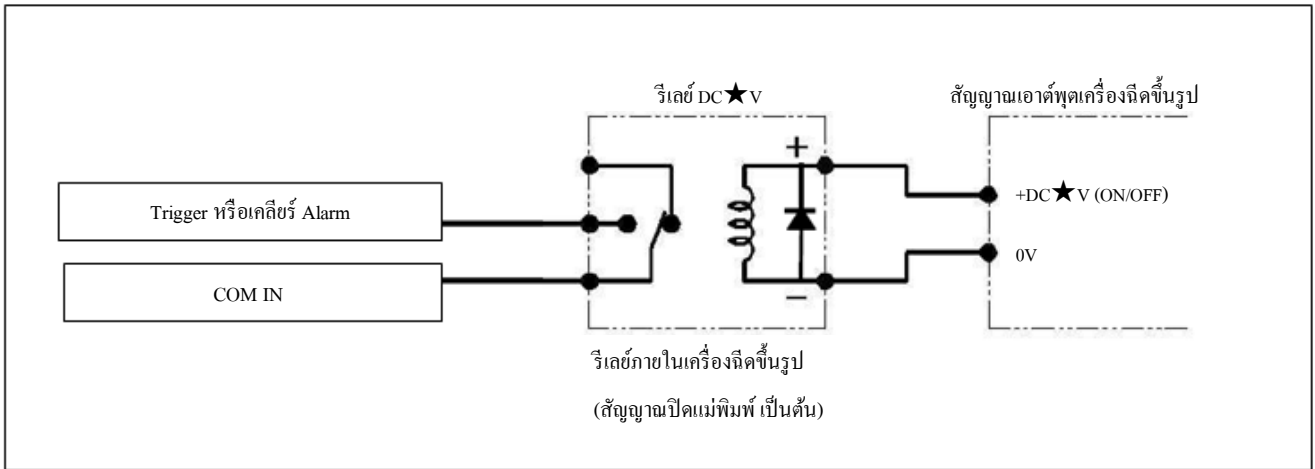 รีเลย์ DC★V
สัญญาณเอาต์พุตเครื่องฉีดขึ้นรูป
+
Trigger หรือเคลียร์ Alarm
+DC★V (ON/OFF)
0V
COM IN
−
รีเลย์ภายในเครื่องฉีดขึ้นรูป
(สัญญาณปิดแม่พิมพ์ เป็นต้น)